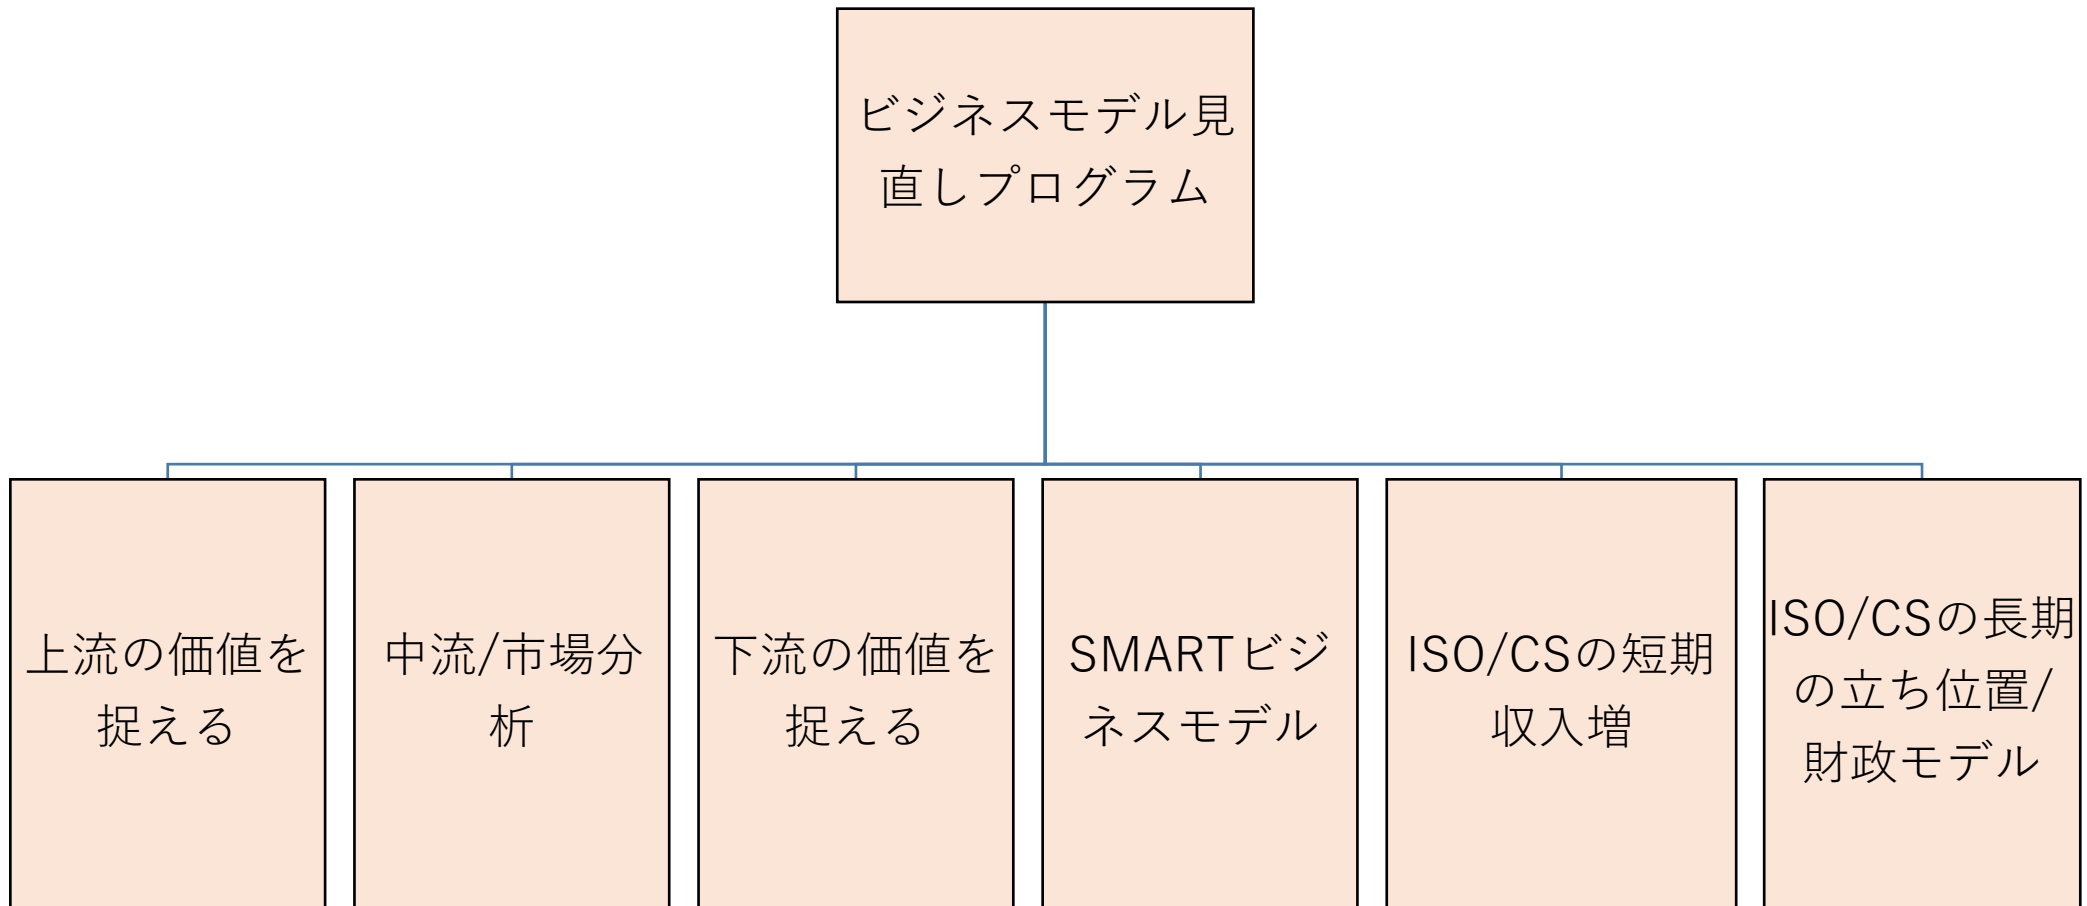 ビジネスモデル見
直しプログラム
上流の価値を
捉える
中流/市場分
析
下流の価値を
捉える
SMARTビジ
ネスモデル
ISO/CSの短期
収入増
ISO/CSの長期
の立ち位置/
財政モデル